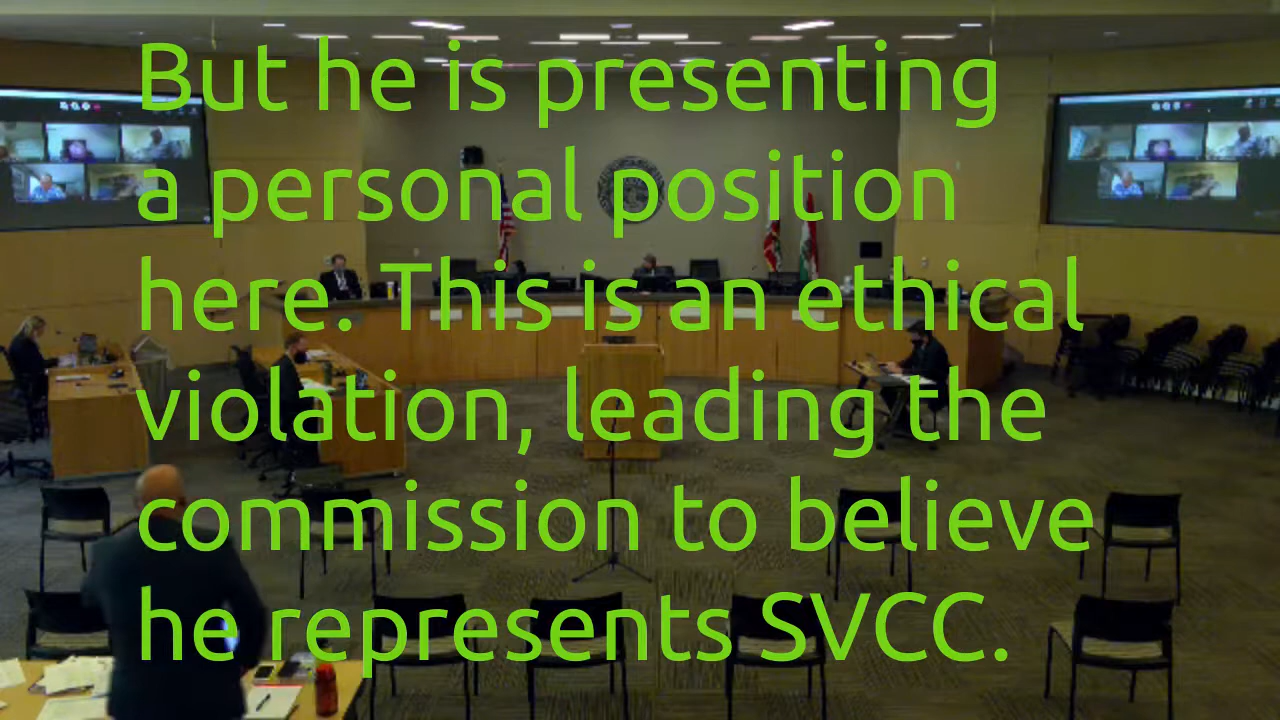 But he is presenting
a personal position
here. This is an ethical
violation, leading the
commission to believe
he represents SVCC.